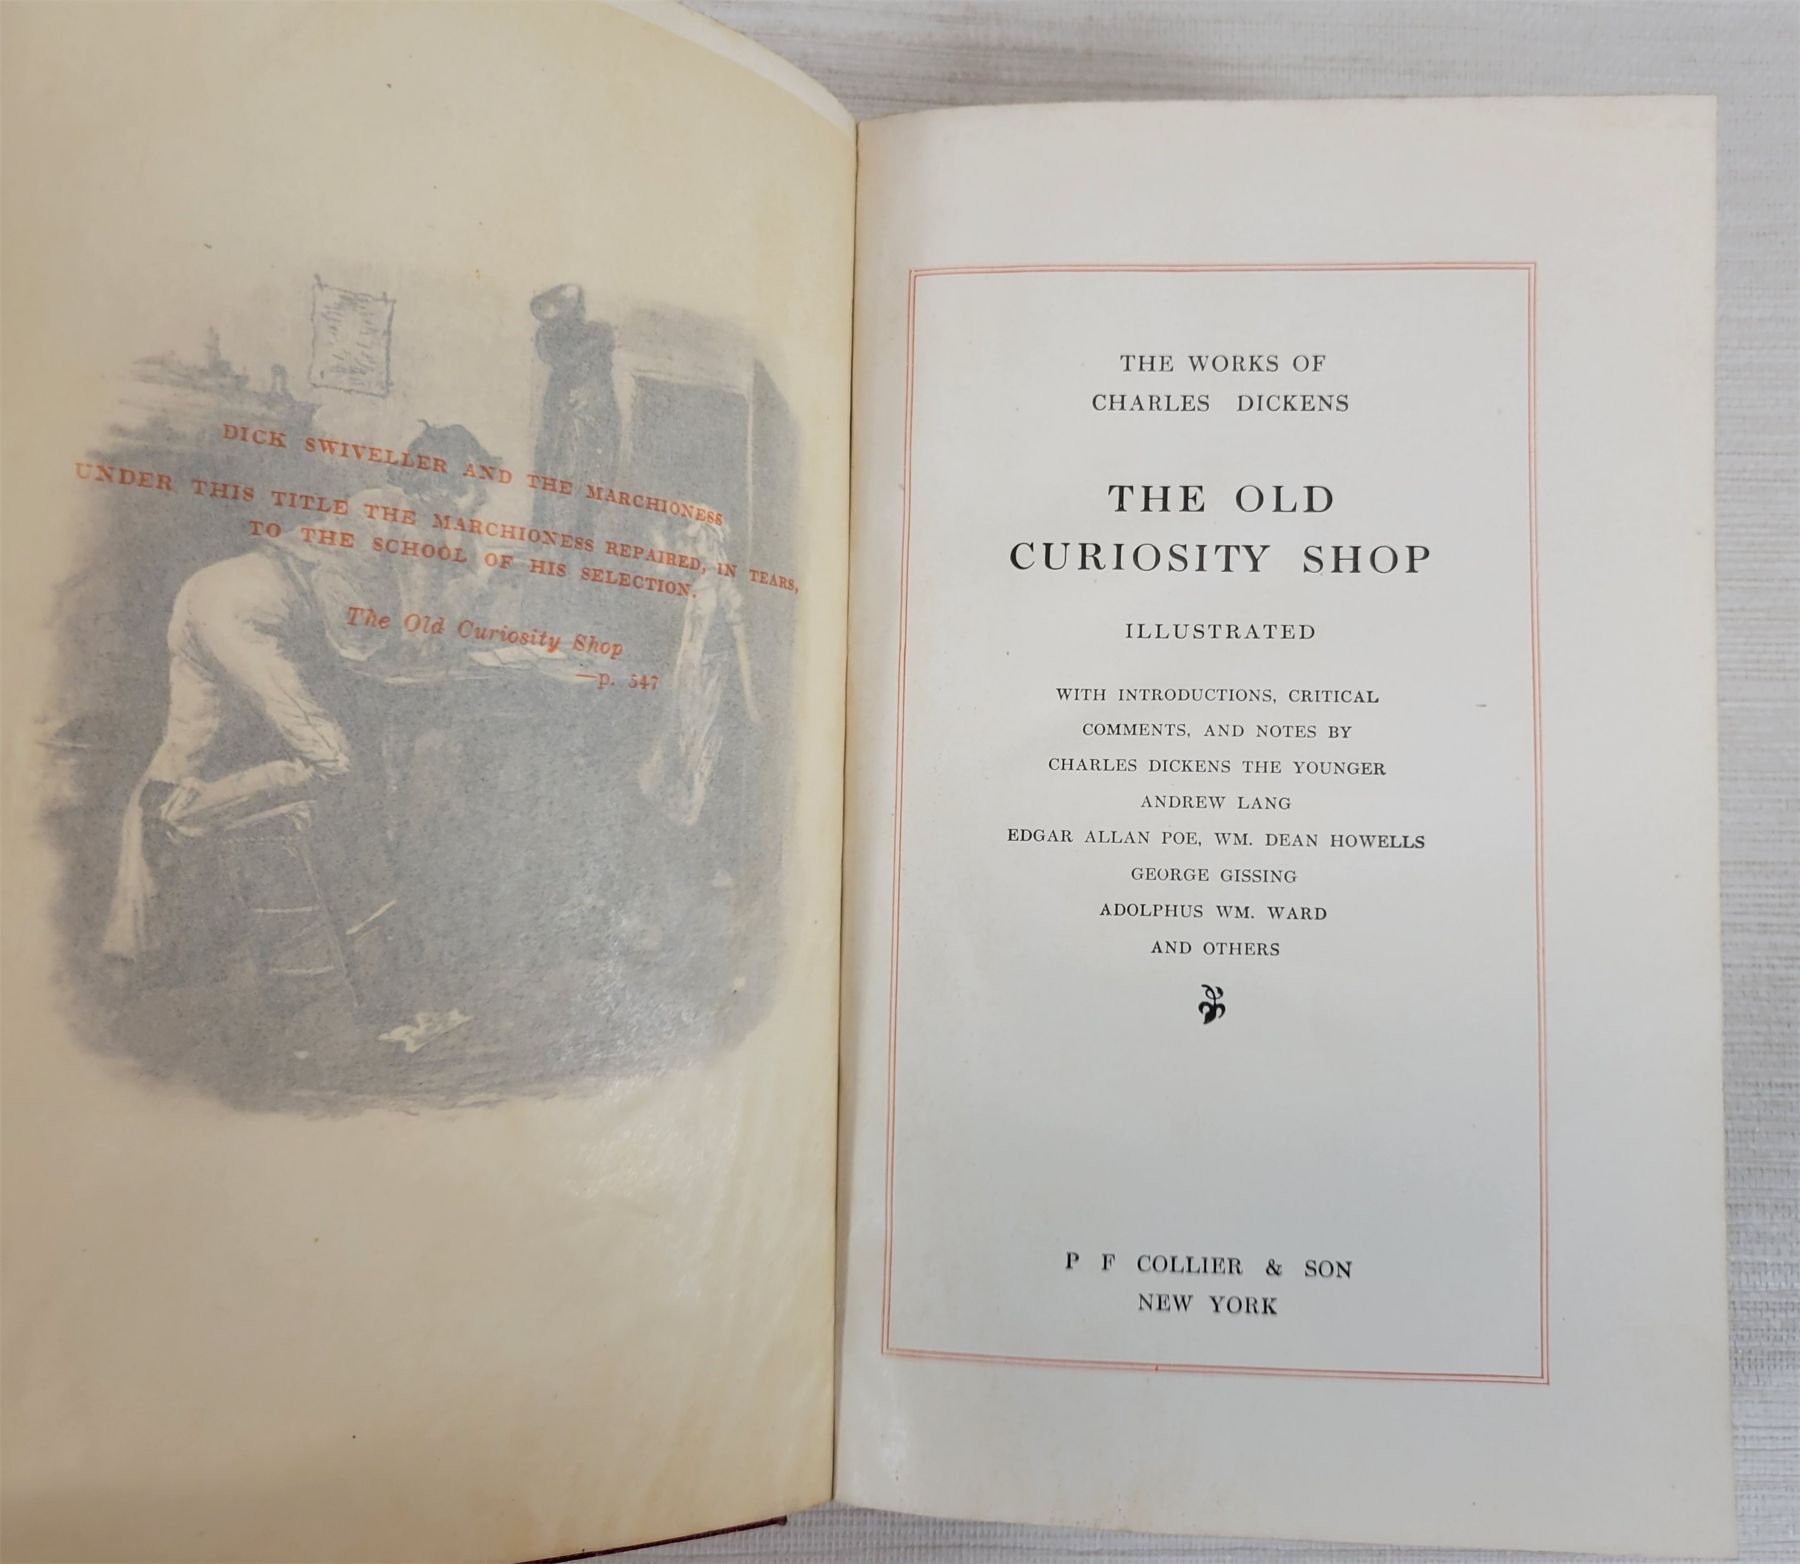 DICK SWIVELLER AND THE MARCHIONESS
UNDER THIS TITLE THE MARCHIONESS REPAIRED, IN TEARS,
TO THE SCHOOL OF HIS SELECTION.
The Old Curiosity Shop
—p. 547
THE WORKS OF
CHARLES DICKENS
THE OLD
CURIOSITY SHOP
ILLUSTRATED
WITH INTRODUCTIONS, CRITICAL
COMMENTS, AND NOTES BY
CHARLES DICKENS THE YOUNGER
ANDREW LANG
EDGAR ALLAN POE, WM. DEAN HOWELLS
GEORGE GISSING
ADOLPHUS WM. WARD
AND OTHERS
P F COLLIER & SON
NEW YORK